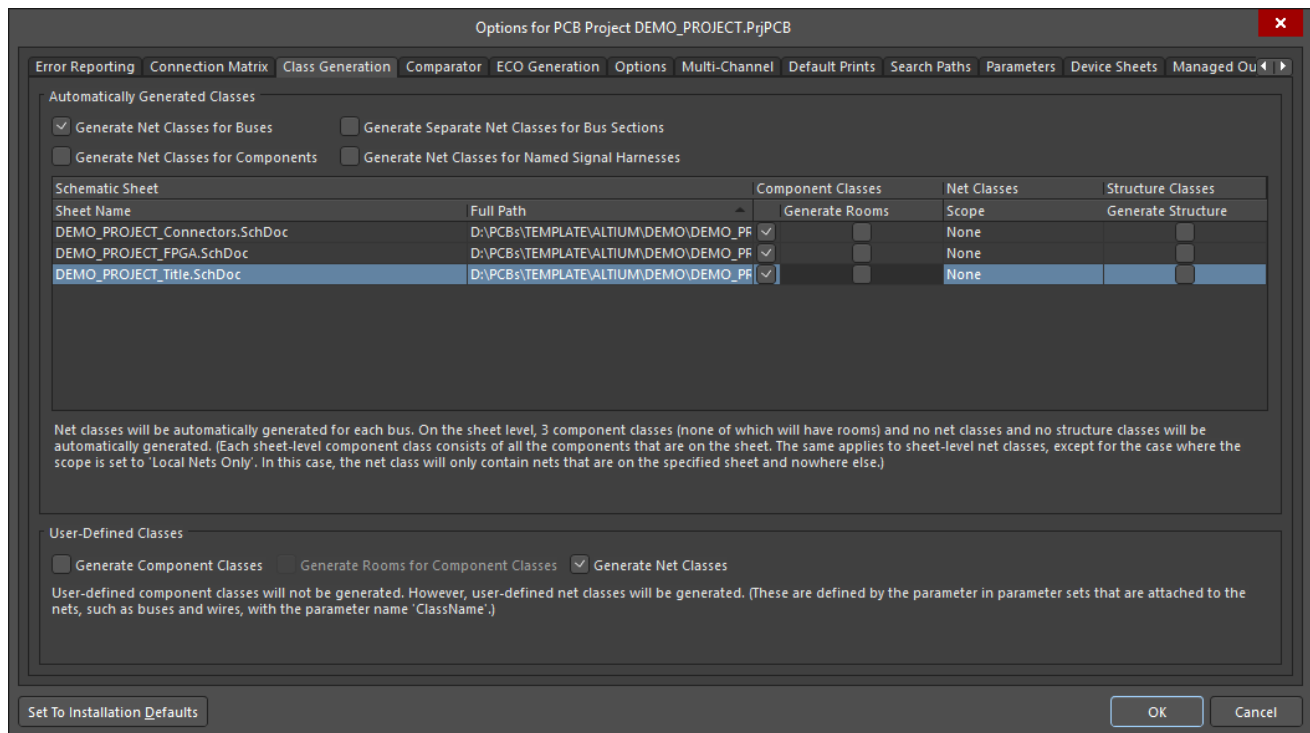 Options for PCB Project DEMO_PROJECT.PrjPCB
Error Reporting Connection Matrix Class Generation Comparator ECO Generation Options Multi-Channel Default Prints Search Paths Parameters Device Sheets Managed Ou
Automatically Generated Classes
Generate Net Classes for Buses Generate Separate Net Classes for Bus Sections
Generate Net Classes for Components Generate Net Classes for Named Signal Harnesses
Schematic Sheet Component Classes Net Classes Structure Classes
Sheet Name Full Path Generate Rooms Scope Generate Structure
DEMO_PROJECT_Connectors.SchDoc D:\PCBs\TEMPLATE\ALTIUM\DEMO\DEMO_PR None
DEMO_PROJECT_FPGA.SchDoc D:\PCBs\TEMPLATE\ALTIUM\DEMO\DEMO_PR None
DEMO_PROJECT_Title.SchDoc D:\PCBs\TEMPLATE\ALTIUM\DEMO\DEMO_PR None
Net classes will be automatically generated for each bus. On the sheet level, 3 component classes (none of which will have rooms) and no net classes and no structure classes will be
automatically generated. (Each sheet-level component class consists of all the components that are on the sheet. The same applies to sheet-level net classes, except for the case where the
scope is set to 'Local Nets Only'. In this case, the net class will only contain nets that are on the specified sheet and nowhere else.)
User-Defined Classes
Generate Component Classes Generate Rooms for Component Classes Generate Net Classes
User-defined component classes will not be generated. However, user-defined net classes will be generated. (These are defined by the parameter in parameter sets that are attached to the
nets, such as buses and wires, with the parameter name 'ClassName'.)
Set To Installation Defaults OK Cancel